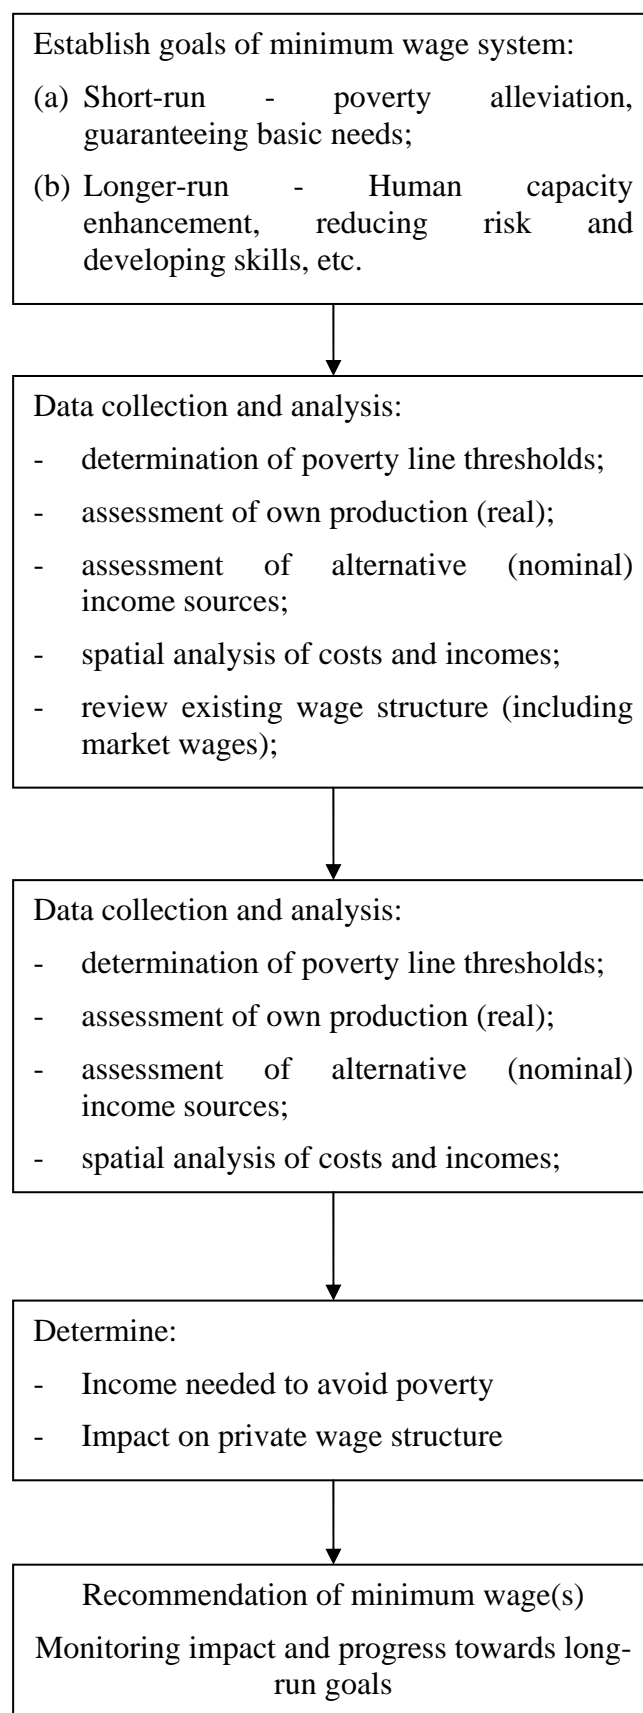 Establish goals of minimum wage system:
(a) Short-run - poverty alleviation,
guaranteeing basic needs;
(b) Longer-run - Human capacity
enhancement, reducing risk and
developing skills, etc.
Data collection and analysis:
- determination of poverty line thresholds;
- assessment of own production (real);
- assessment of alternative (nominal)
income sources;
- spatial analysis of costs and incomes;
- review existing wage structure (including
market wages);
Data collection and analysis:
- determination of poverty line thresholds;
- assessment of own production (real);
- assessment of alternative (nominal)
income sources;
- spatial analysis of costs and incomes;
Determine:
- Income needed to avoid poverty
- Impact on private wage structure
Recommendation of minimum wage(s)
Monitoring impact and progress towards long-
run goals